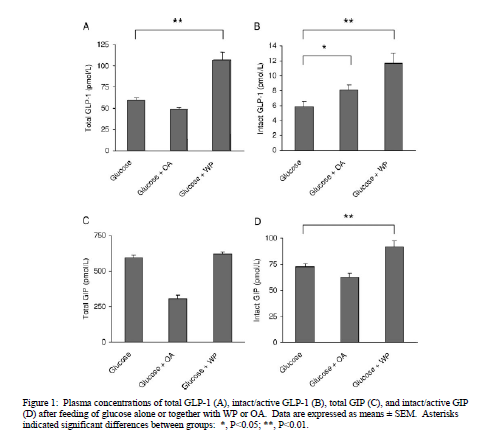 A
**
125
100
75
50
25
0
Total GLP-1 (pmol/L)
Glucose
Glucose + OA
Glucose + WP
B
**
*
14
12
10
8
6
4
2
0
Intact GLP-1 (pmol/L)
Glucose
Glucose + OA
Glucose + WP
C
750
500
250
0
Total GIP (pmol/L)
Glucose
Glucose + OA
Glucose + WP
D
**
100
75
50
25
0
Intact GIP (pmol/L)
Glucose
Glucose + OA
Glucose + WP
Figure 1: Plasma concentrations of total GLP-1 (A), intact/active GLP-1 (B), total GIP (C), and intact/active GIP
(D) after feeding of glucose alone or together with WP or OA. Data are expressed as means ± SEM. Asterisks
indicated significant differences between groups: *, P<0.05; **, P<0.01.